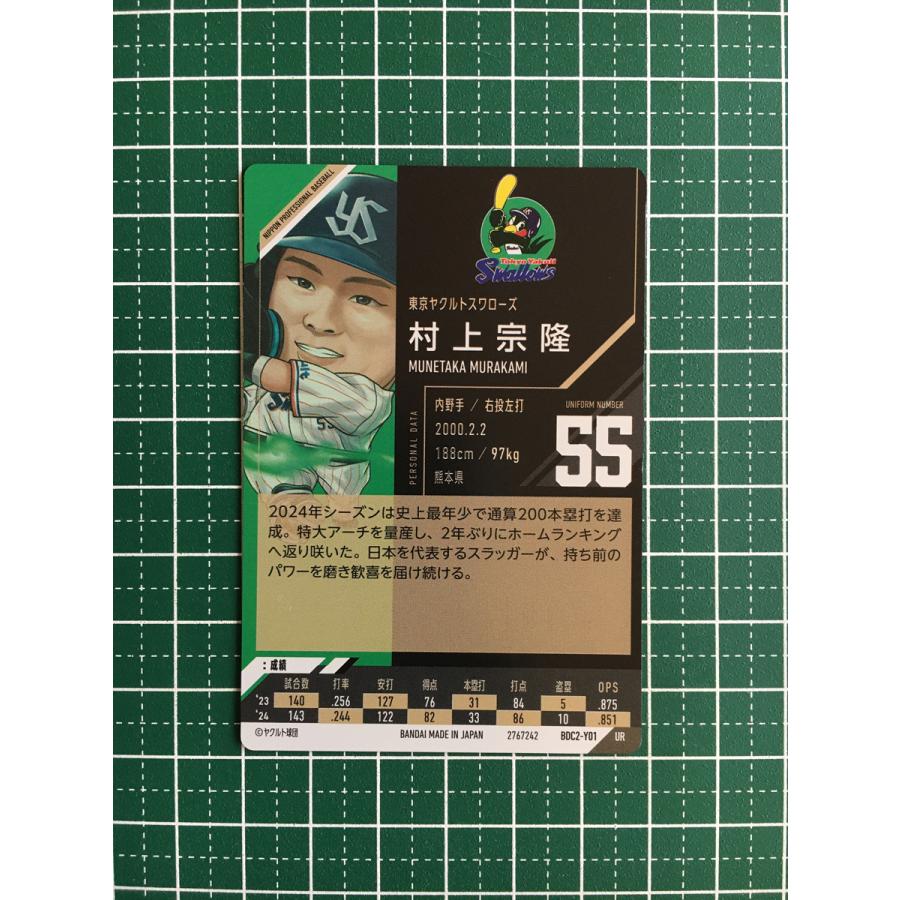 NIPPON PROFESSIONAL BASEBALL
YS
Tokyo Yakult
Swallows
東京ヤクルトスワローズ
村上宗隆
MUNETAKA MURAKAMI
PERSONAL DATA
内野手 / 右投左打
2000.2.2
188cm / 97kg
熊本県
UNIFORM NUMBER
55
2024年シーズンは史上最年少で通算200本塁打を達
成。特大アーチを量産し、2年ぶりにホームランキング
へ返り咲いた。日本を代表するスラッガーが、持ち前の
パワーを磨き歓喜を届け続ける。
:成績
試合数 打率 安打 得点 本塁打 打点 盗塁 OPS
'23 140 .256 127 76 31 84 5 .875
'24 143 .244 122 82 33 86 10 .851
©ヤクルト球団 BANDAI MADE IN JAPAN 2767242 BDC2-Y01 UR